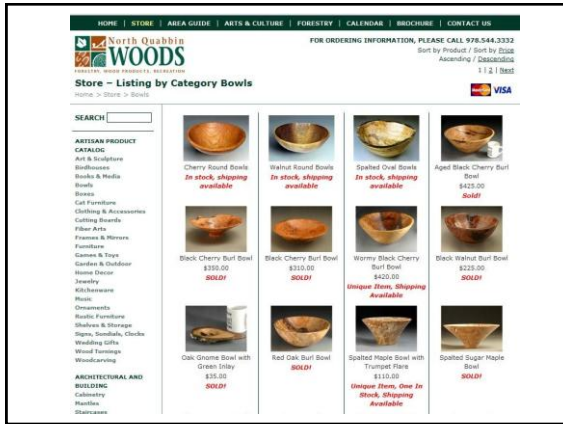 HOME | STORE | AREA GUIDE | ARTS & CULTURE | FORESTRY | CALENDAR | BROCHURE | CONTACT US
North Quabbin
WOODS
FORESTRY, WOOD PRODUCTS, RECREATION
FOR ORDERING INFORMATION, PLEASE CALL 978.544.3332
Sort by Product / Sort by Price
Ascending / Descending
1 | 2 | Next
Store – Listing by Category Bowls
Home > Store > Bowls
VISA
SEARCH
ARTISAN PRODUCT
CATALOG
Art & Sculpture
Birdhouses
Books & Media
Bowls
Boxes
Cat Furniture
Clothing & Accessories
Cutting Boards
Fiber Arts
Frames & Mirrors
Furniture
Games & Toys
Garden & Outdoor
Home Decor
Jewelry
Kitchenware
Music
Ornaments
Rustic Furniture
Shelves & Storage
Signs, Sundials, Clocks
Wedding Gifts
Wood Turnings
Woodcarving
ARCHITECTURAL AND
BUILDING
Cabinetry
Mantles
Staircases
Cherry Round Bowls
In stock, shipping
available
Walnut Round Bowls
In stock, shipping
available
Spalted Oval Bowls
In stock, shipping
available
Aged Black Cherry Burl
Bowl
$425.00
Sold!
Black Cherry Burl Bowl
$350.00
SOLD!
Black Cherry Burl Bowl
$310.00
SOLD!
Wormy Black Cherry
Burl Bowl
$420.00
Unique Item, Shipping
Available
Black Walnut Burl Bowl
$225.00
SOLD!
Oak Gnome Bowl with
Green Inlay
$35.00
SOLD!
Red Oak Burl Bowl
SOLD!
Spalted Maple Bowl with
Trumpet Flare
$110.00
Unique Item, One In
Stock, Shipping
Available
Spalted Sugar Maple
Bowl
SOLD!